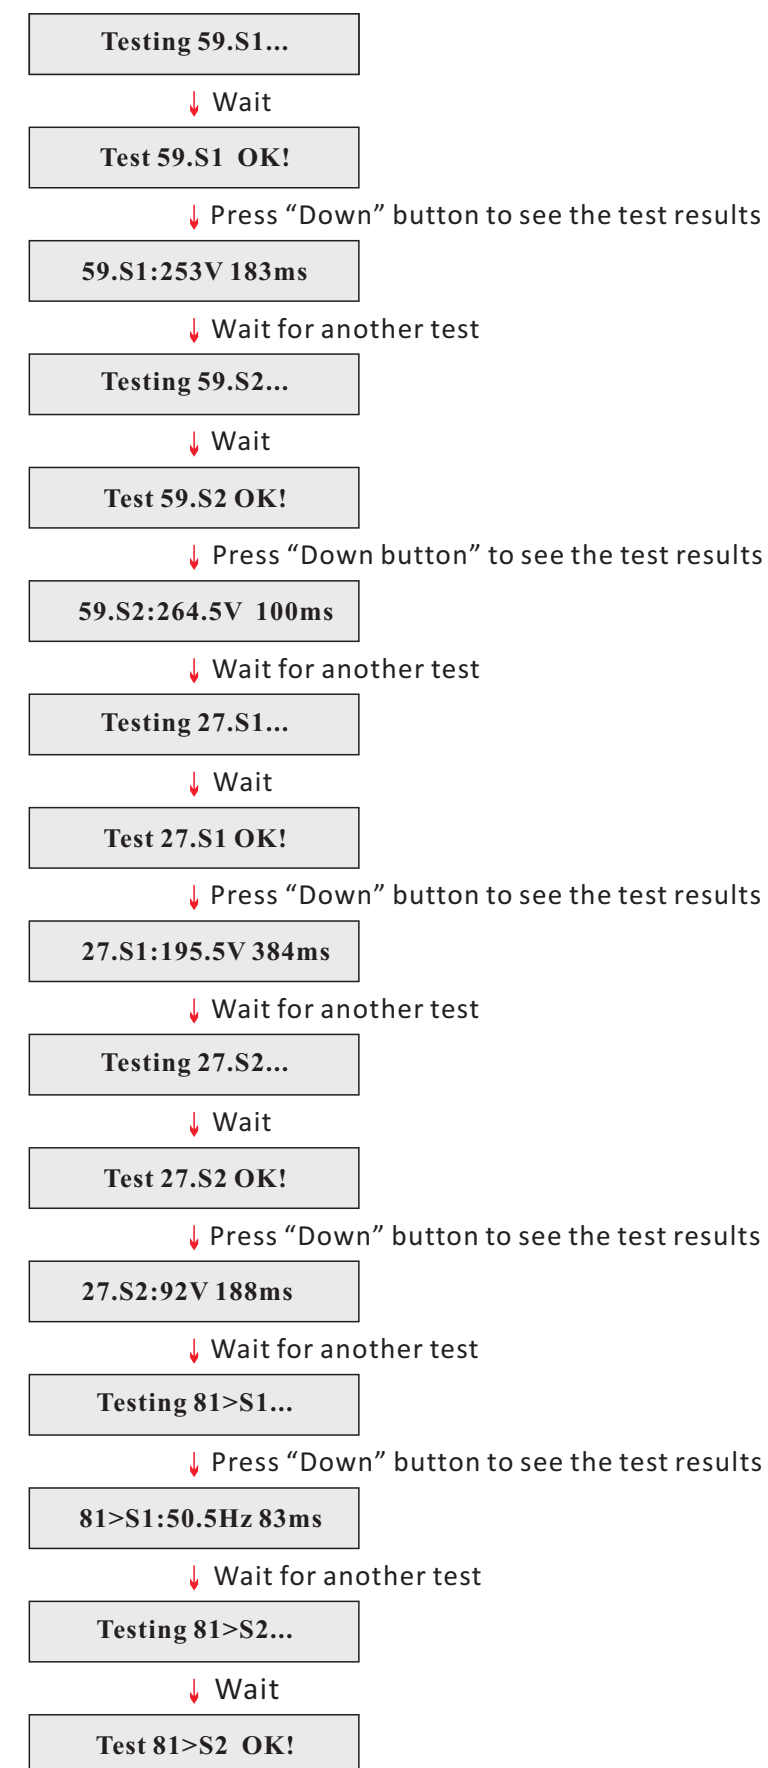 Testing 59.S1...
Wait
Test 59.S1 OK!
Press “Down” button to see the test results
59.S1:253V 183ms
Wait for another test
Testing 59.S2...
Wait
Test 59.S2 OK!
Press “Down button” to see the test results
59.S2:264.5V 100ms
Wait for another test
Testing 27.S1...
Wait
Test 27.S1 OK!
Press “Down” button to see the test results
27.S1:195.5V 384ms
Wait for another test
Testing 27.S2...
Wait
Test 27.S2 OK!
Press “Down” button to see the test results
27.S2:92V 188ms
Wait for another test
Testing 81>S1...
Press “Down” button to see the test results
81>S1:50.5Hz 83ms
Wait for another test
Testing 81>S2...
Wait
Test 81>S2 OK!